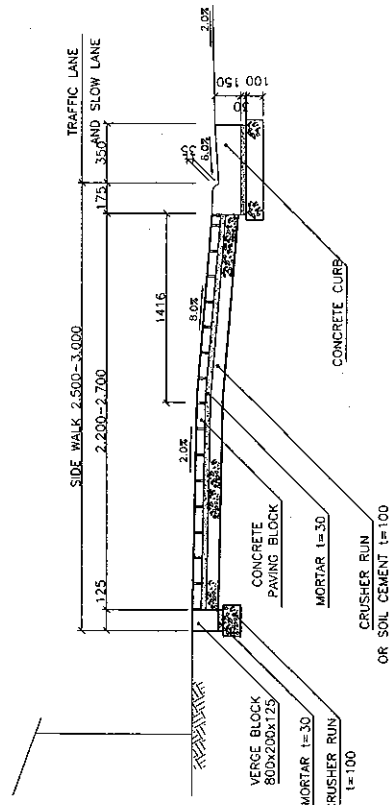 TRAFFIC LANE
AND SLOW LANE
SIDE WALK 2.500-3.000
125
2.200-2.700
175
350
1416
2.0%
8.0%
6.0%
2.0%
150
30
100
CONCRETE
PAVING BLOCK
MORTAR t=30
CRUSHER RUN
OR SOIL CEMENT t=100
CONCRETE CURB
VERGE BLOCK
800x200x125
MORTAR t=30
CRUSHER RUN
t=100